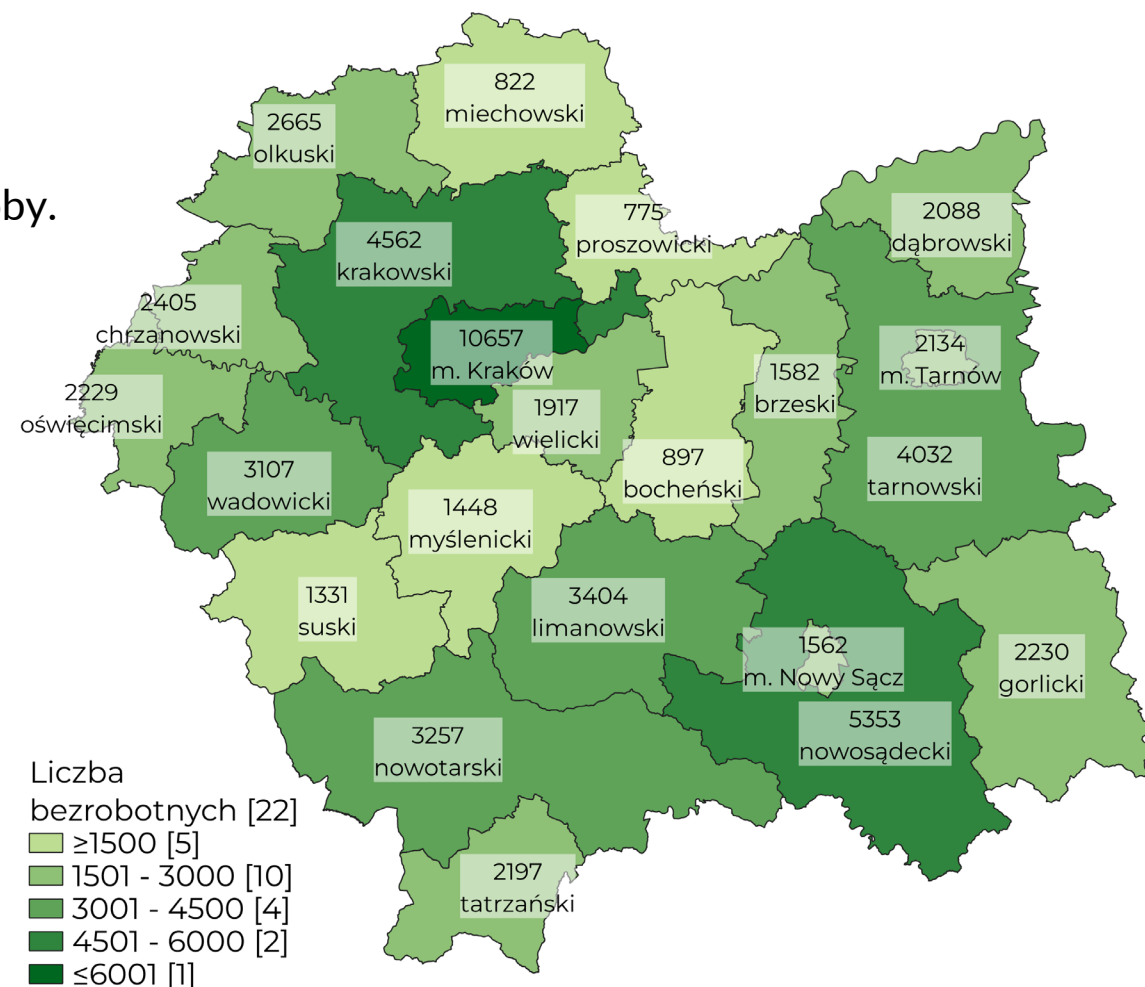 822
miechowski
2665
olkuski
by.
775
proszowicki
2088
dąbrowski
4562
krakowski
2405
chrzanowski
10657
m. Kraków
2134
m. Tarnów
1582
brzeski
2229
oświęcimski
1917
wielicki
897
bocheński
4032
tarnowski
3107
wadowicki
1448
myślenicki
1331
suski
3404
limanowski
1562
m. Nowy Sącz
2230
gorlicki
5353
nowosądecki
3257
nowotarski
2197
tatrzański
Liczba
bezrobotnych [22]
≥1500 [5]
1501 - 3000 [10]
3001 - 4500 [4]
4501 - 6000 [2]
≤6001 [1]